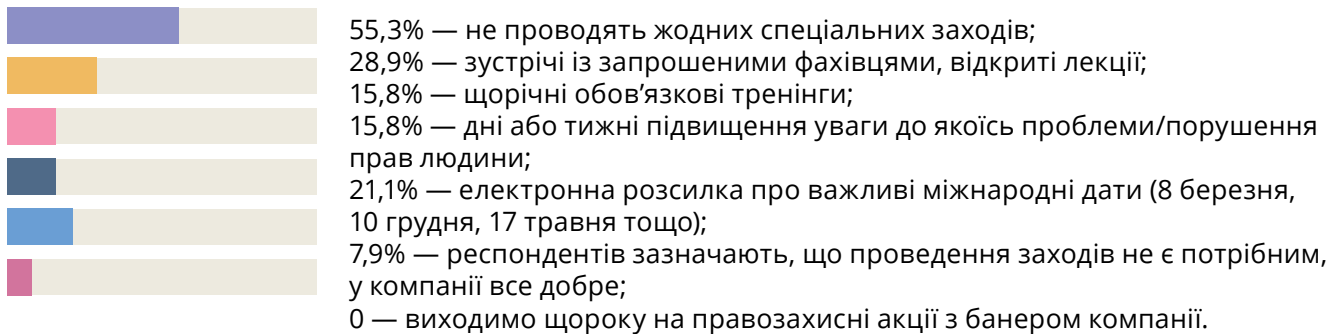 55,3% — не проводять жодних спеціальних заходів;
28,9% — зустрічі із запрошеними фахівцями, відкриті лекції;
15,8% — щорічні обов’язкові тренінги;
15,8% — дні або тижні підвищення уваги до якоїсь проблеми/порушення
прав людини;
21,1% — електронна розсилка про важливі міжнародні дати (8 березня,
10 грудня, 17 травня тощо);
7,9% — респондентів зазначають, що проведення заходів не є потрібним,
у компанії все добре;
0 — виходимо щороку на правозахисні акції з банером компанії.